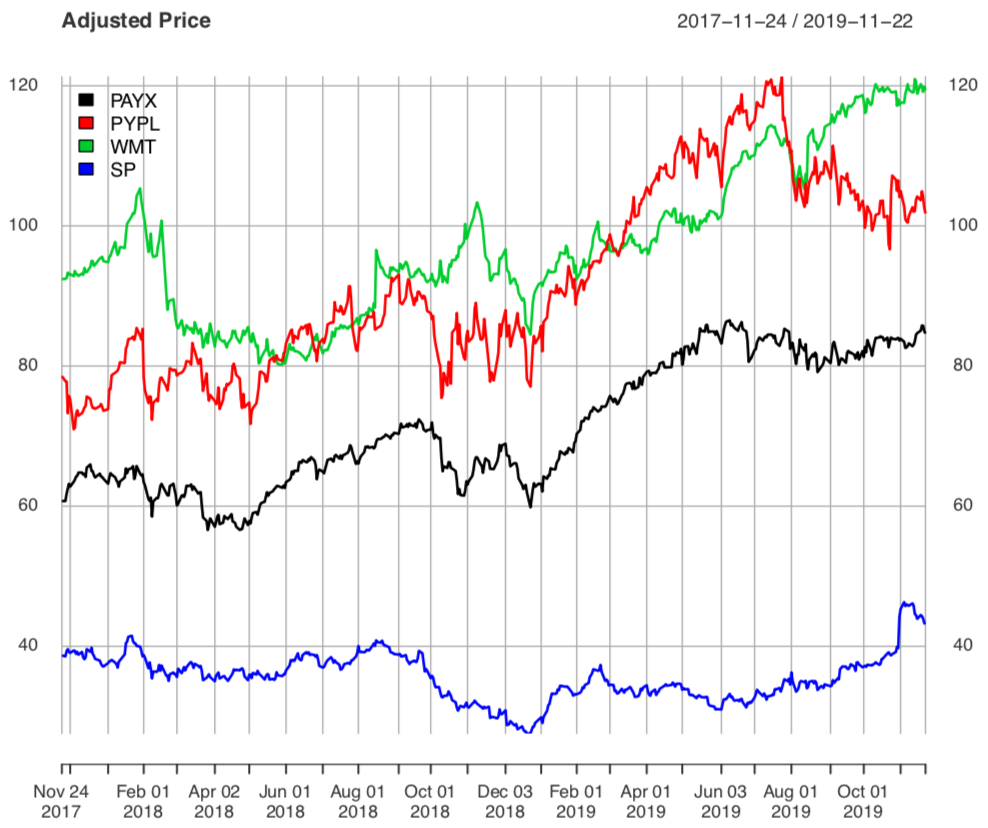 Adjusted Price 2017−11−24 / 2019−11−22
120 120
PAYX
PYPL
WMT
SP
100 100
80 80
60 60
40 40
Nov 24 Feb 01 Apr 02 Jun 01 Aug 01 Oct 01 Dec 03 Feb 01 Apr 01 Jun 03 Aug 01 Oct 01
2017 2018 2018 2018 2018 2018 2018 2019 2019 2019 2019 2019